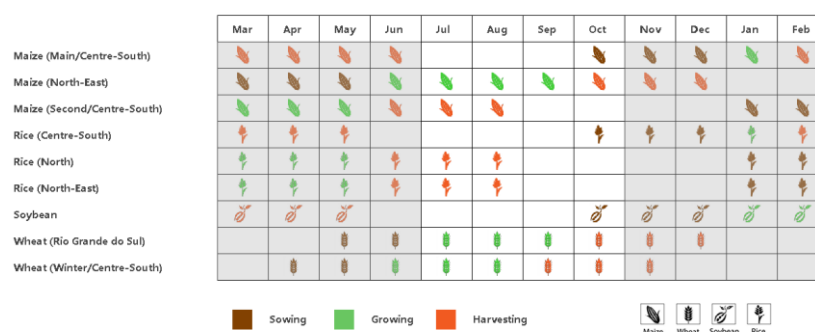 Mar Apr May Jun Jul Aug Sep Oct Nov Dec Jan Feb
Maize (Main/Centre-South)
Maize (North-East)
Maize (Second/Centre-South)
Rice (Centre-South)
Rice (North)
Rice (North-East)
Soybean
Wheat (Rio Grande do Sul)
Wheat (Winter/Centre-South)
Sowing Growing Harvesting
Maize Wheat Soybean Rice